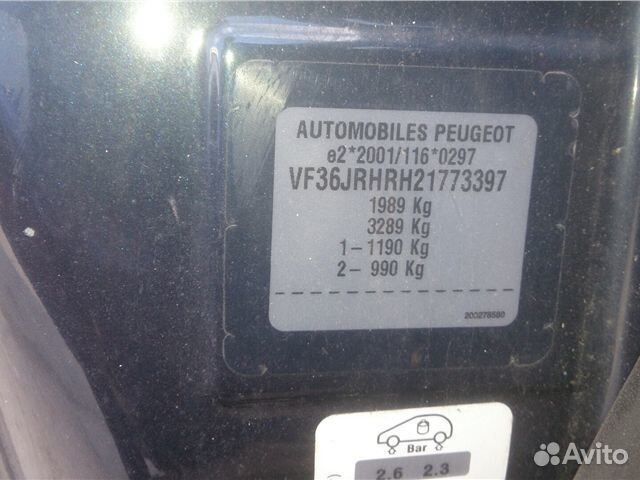 AUTOMOBILES PEUGEOT
e2*2001/116*0297
VF36JRHRH21773397
1989 Kg
3289 Kg
1 – 1190 Kg
2 – 990 Kg
200278580
Bar
2.6 2.3
Avito